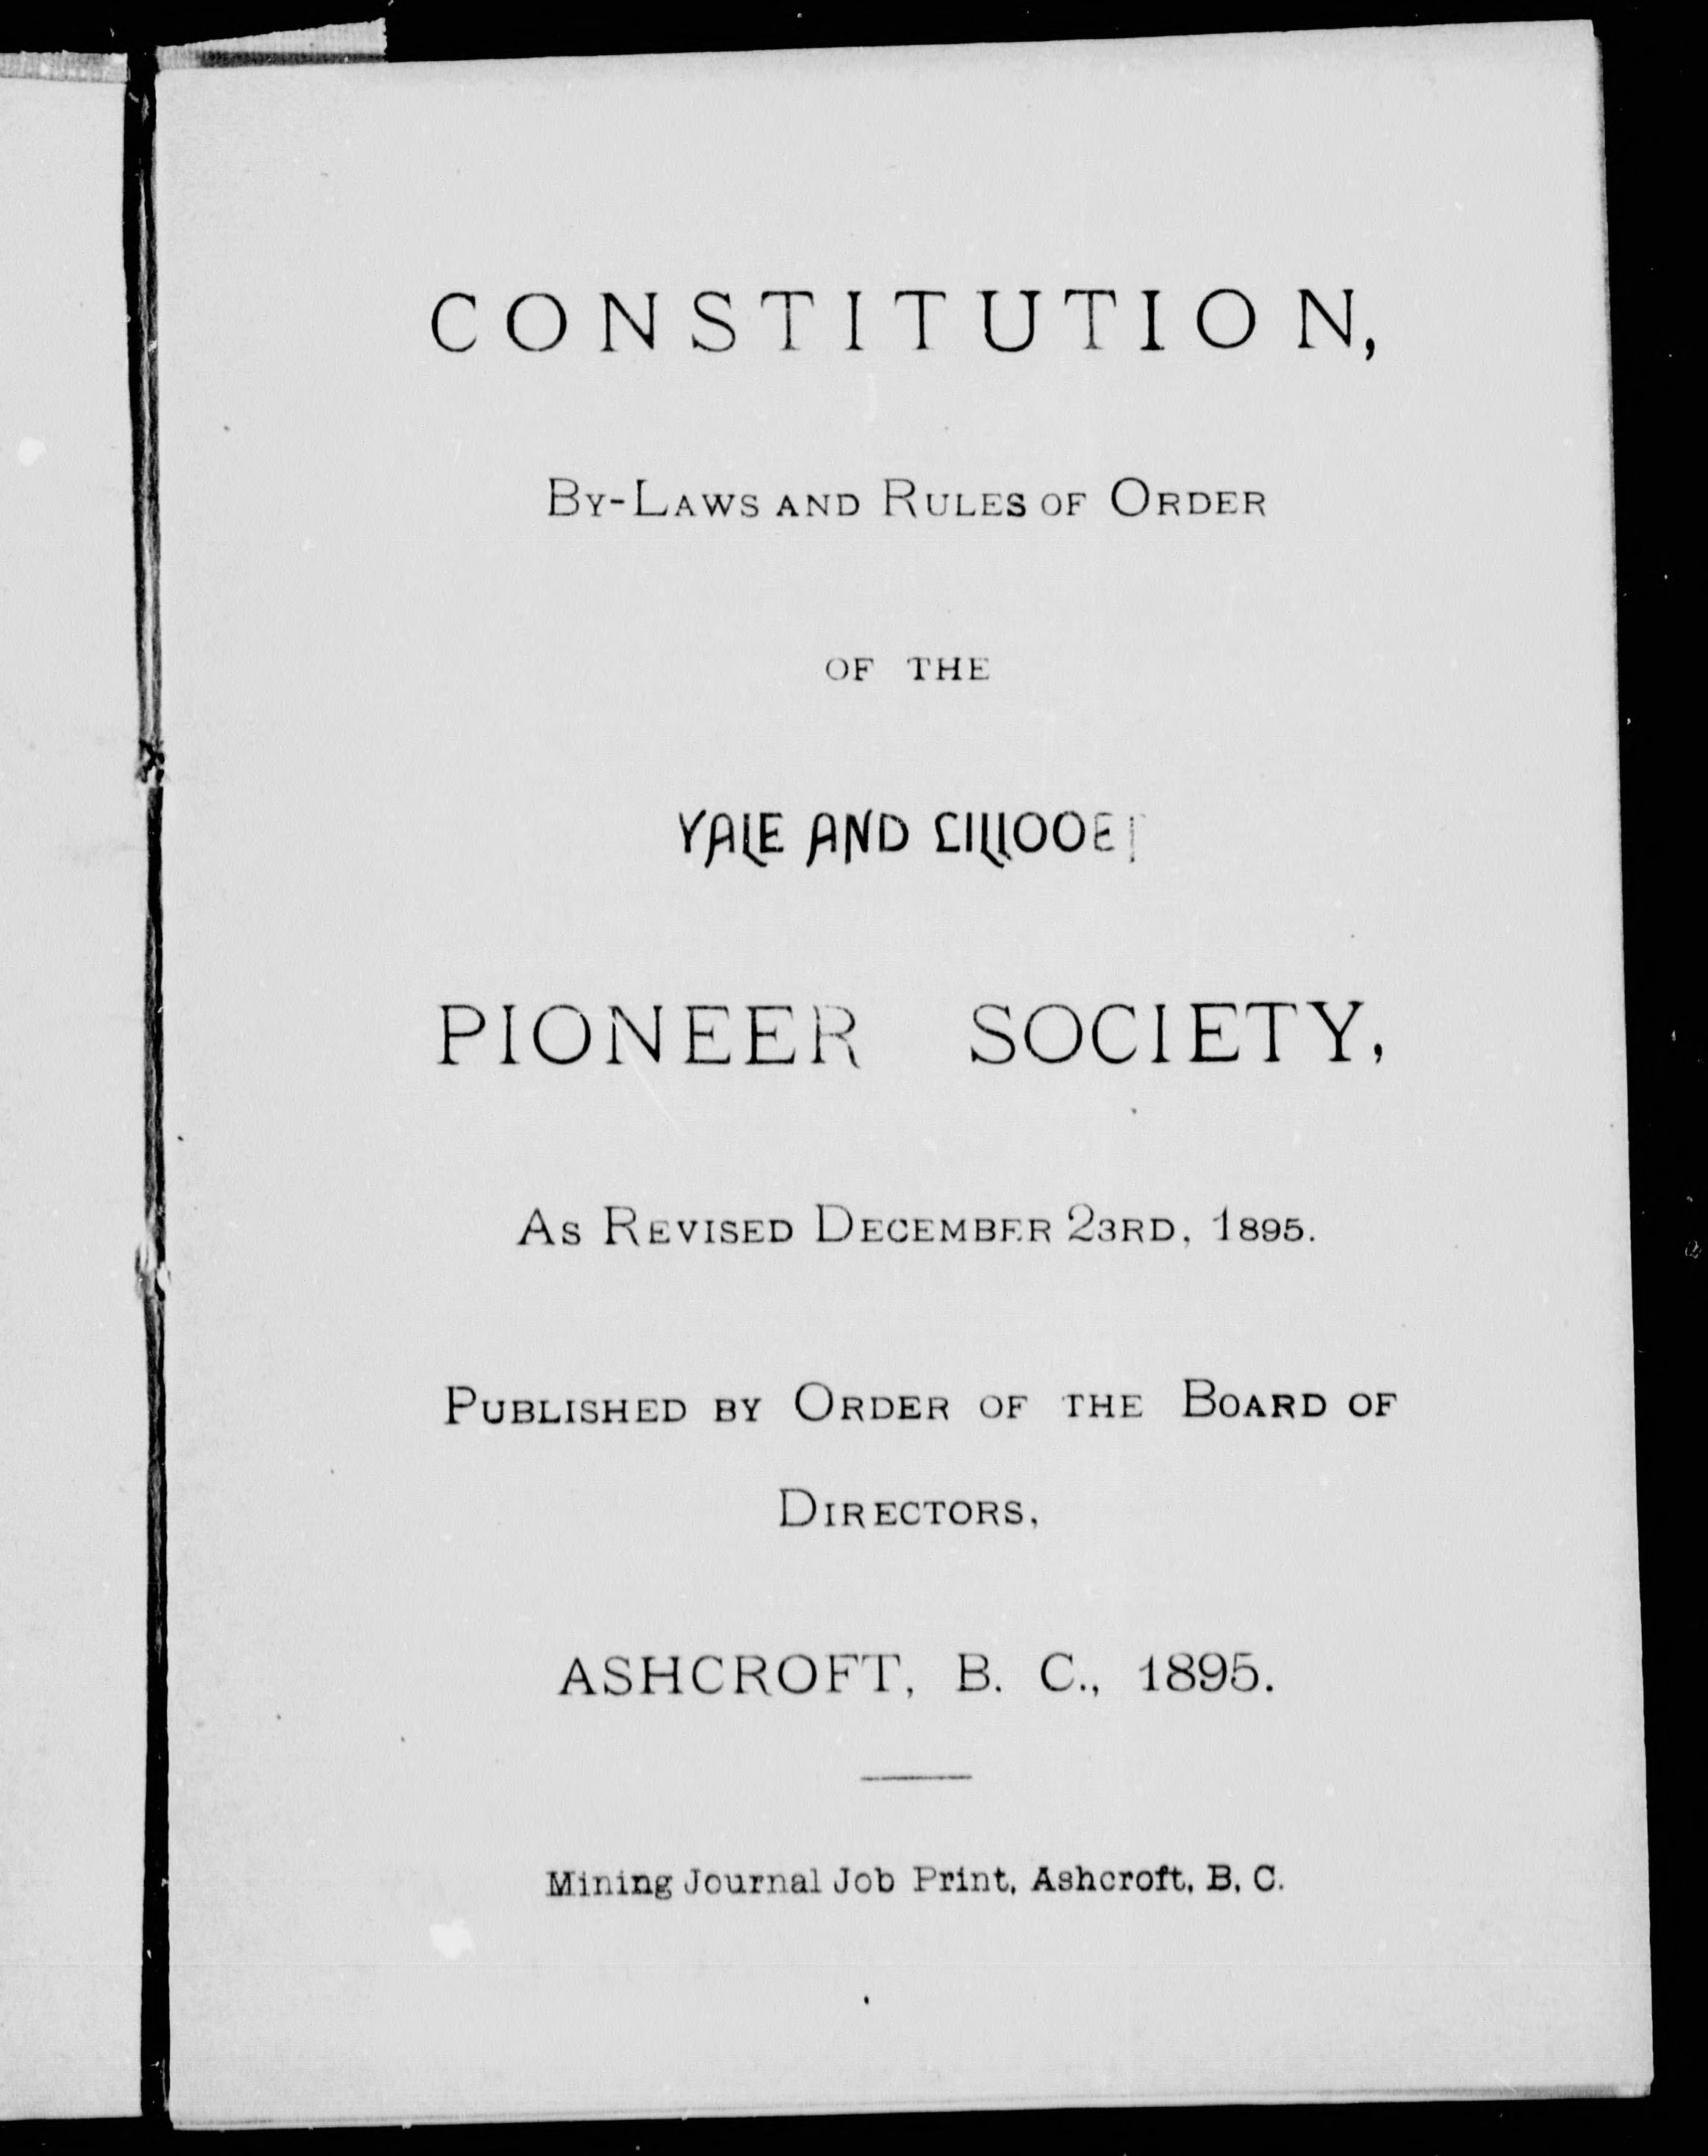 CONSTITUTION,
By-Laws and Rules of Order
OF THE
YALE AND LILLOOET
PIONEER SOCIETY,
As Revised December 23rd, 1895.
Published by Order of the Board of
Directors,
ASHCROFT, B. C., 1895.
Mining Journal Job Print, Ashcroft, B. C.